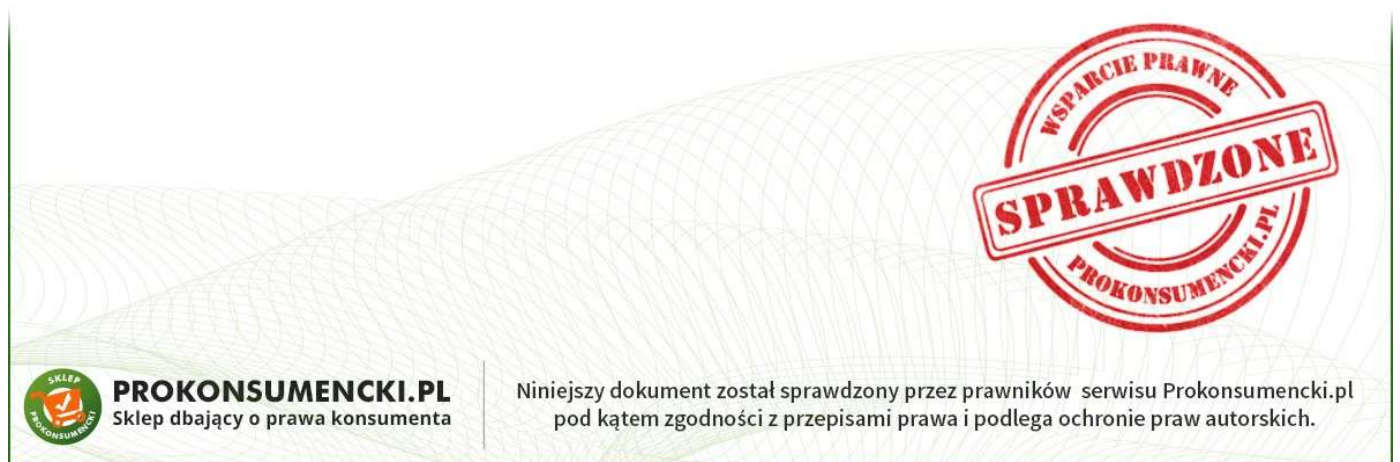 WSPARCIE PRAWNE
SPRAWDZONE
PROKONSUMENCKI.PL
SKLEP
PROKONSUMENCKI
PROKONSUMENCKI.PL
Sklep dbający o prawa konsumenta
Niniejszy dokument został sprawdzony przez prawników serwisu Prokonsumencki.pl
pod kątem zgodności z przepisami prawa i podlega ochronie praw autorskich.